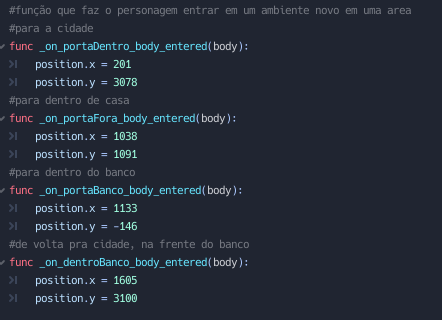 #função que faz o personagem entrar em um ambiente novo em uma area
#para a cidade
func _on_portaDentro_body_entered(body):
position.x = 201
position.y = 3078
#para dentro de casa
func _on_portaFora_body_entered(body):
position.x = 1038
position.y = 1091
#para dentro do banco
func _on_portaBanco_body_entered(body):
position.x = 1133
position.y = -146
#de volta pra cidade, na frente do banco
func _on_dentroBanco_body_entered(body):
position.x = 1605
position.y = 3100